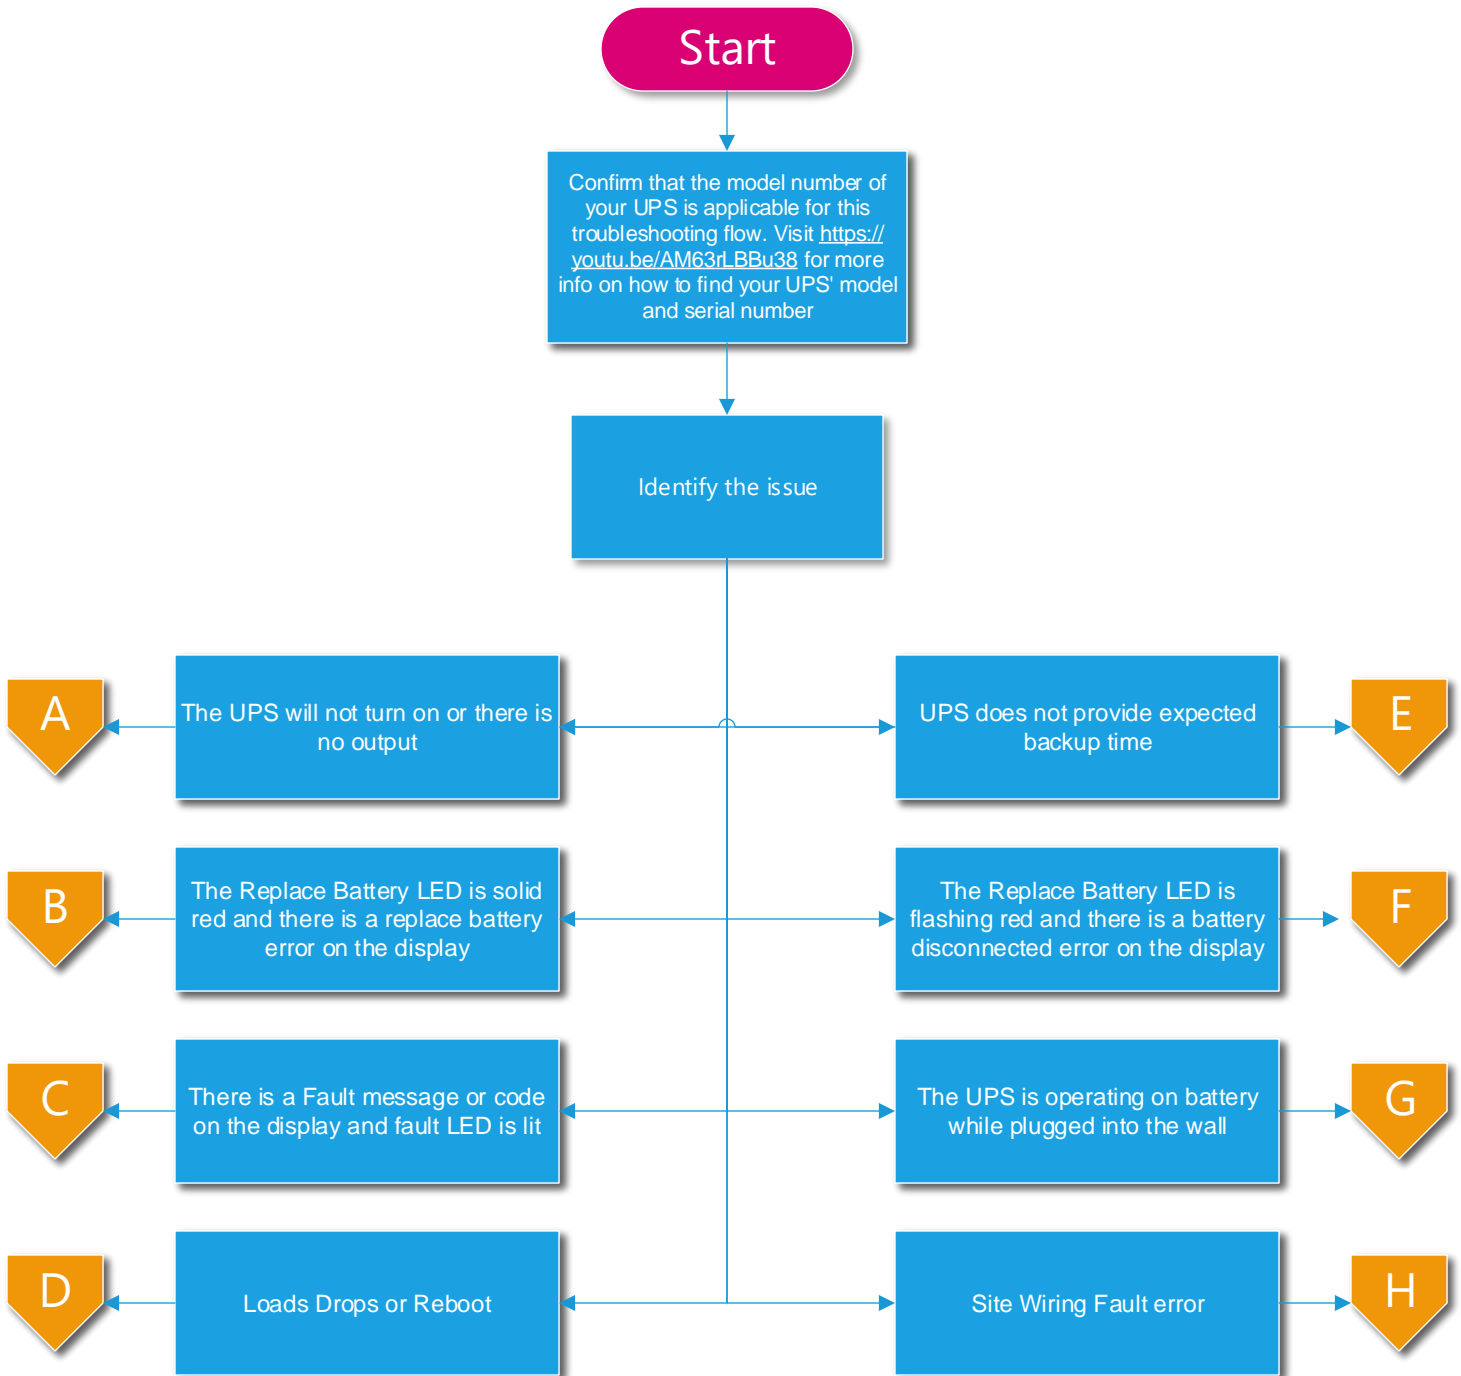 Start
Confirm that the model number of
your UPS is applicable for this
troubleshooting flow. Visit https://
youtu.be/AM63rLBBu38 for more
info on how to find your UPS' model
and serial number
Identify the issue
A
The UPS will not turn on or there is
no output
UPS does not provide expected
backup time
E
B
The Replace Battery LED is solid
red and there is a replace battery
error on the display
The Replace Battery LED is
flashing red and there is a battery
disconnected error on the display
F
C
There is a Fault message or code
on the display and fault LED is lit
The UPS is operating on battery
while plugged into the wall
G
D
Loads Drops or Reboot
Site Wiring Fault error
H